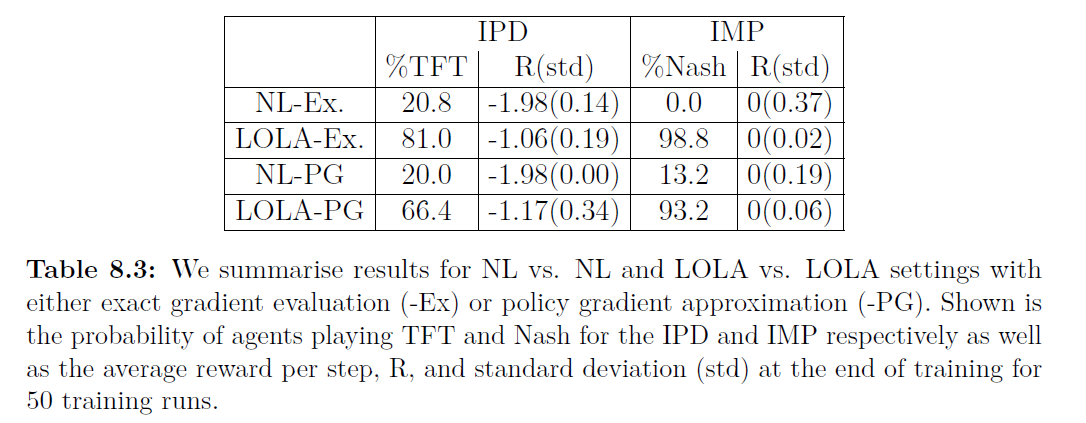 IPD IMP
%TFT R(std) %Nash R(std)
NL-Ex. 20.8 -1.98(0.14) 0.0 0(0.37)
LOLA-Ex. 81.0 -1.06(0.19) 98.8 0(0.02)
NL-PG 20.0 -1.98(0.00) 13.2 0(0.19)
LOLA-PG 66.4 -1.17(0.34) 93.2 0(0.06)
Table 8.3: We summarise results for NL vs. NL and LOLA vs. LOLA settings with
either exact gradient evaluation (-Ex) or policy gradient approximation (-PG). Shown is
the probability of agents playing TFT and Nash for the IPD and IMP respectively as well
as the average reward per step, R, and standard deviation (std) at the end of training for
50 training runs.